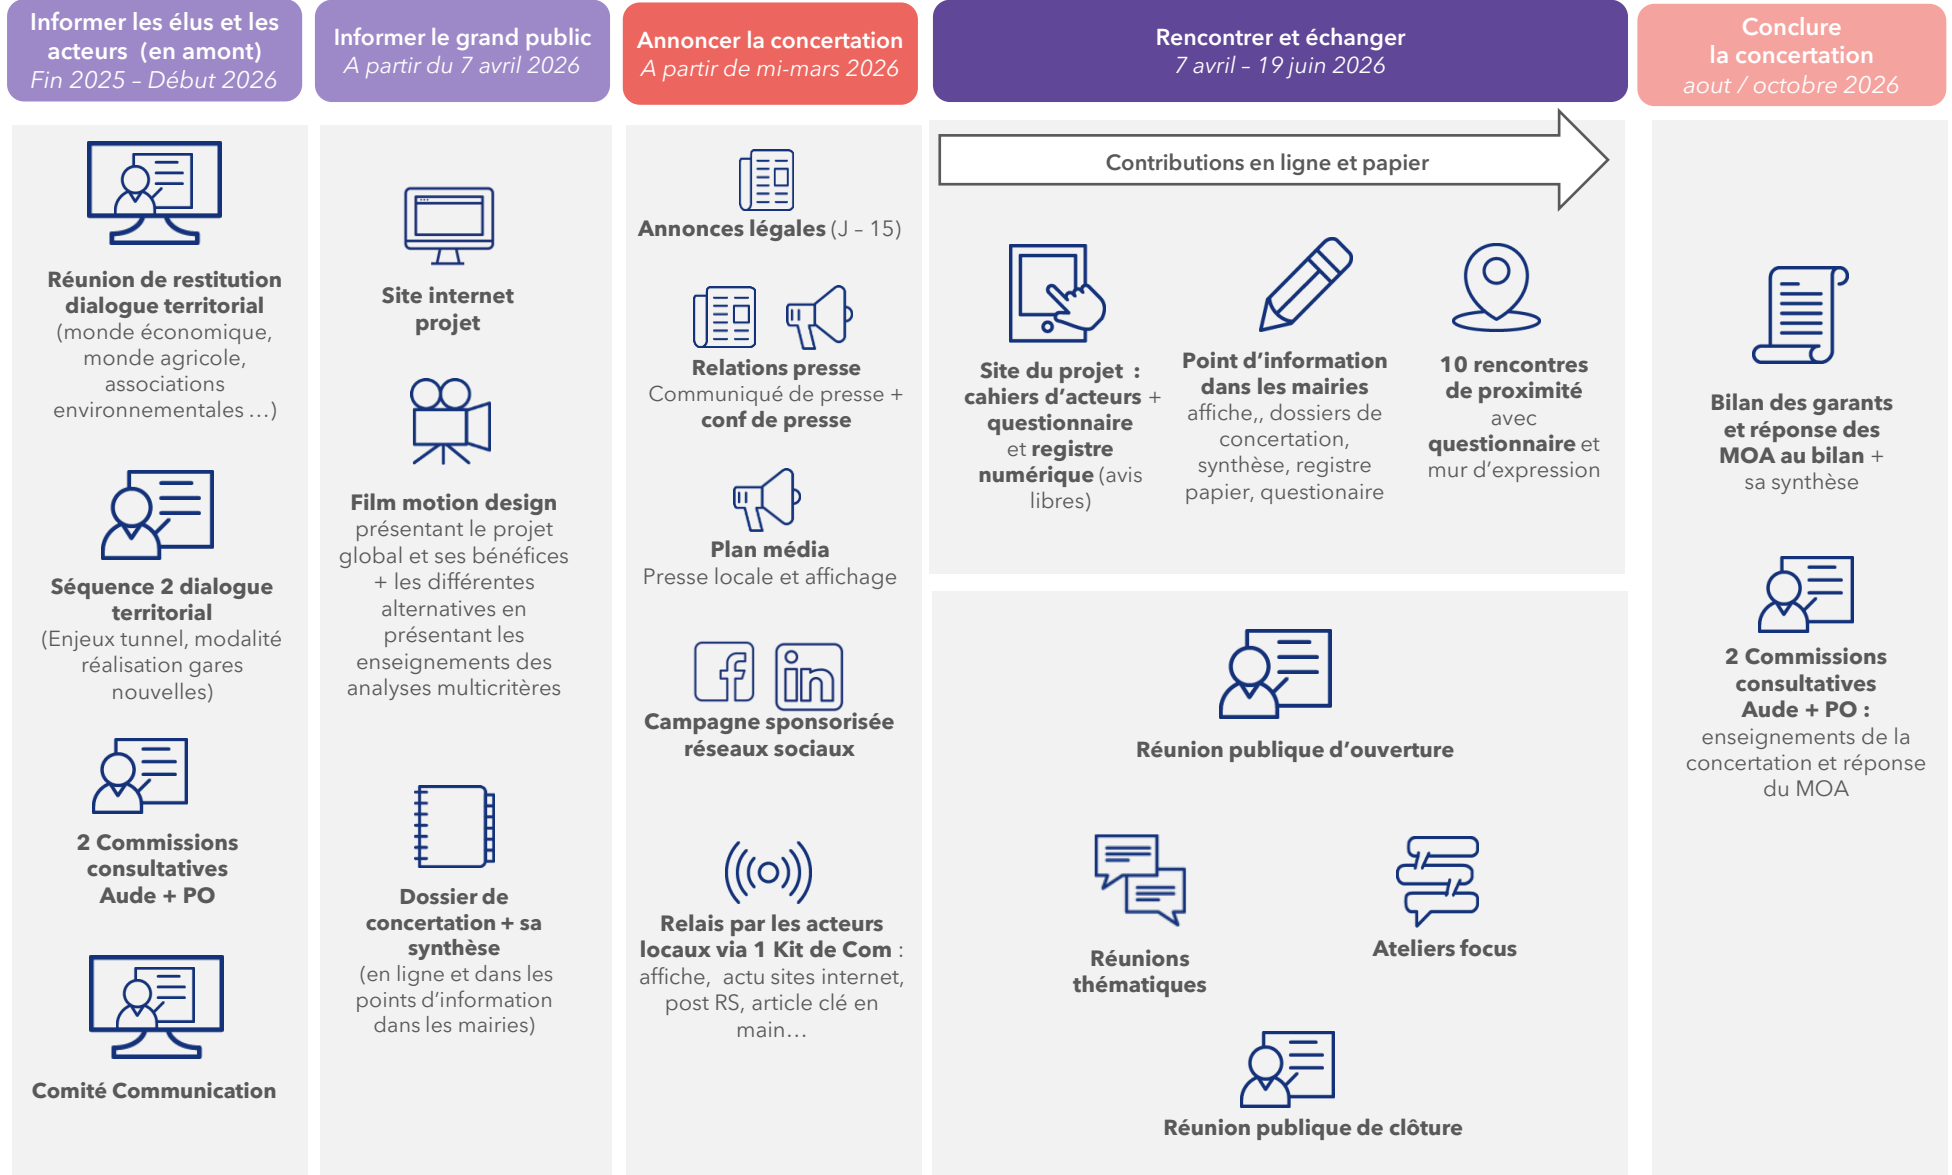 Informer les élus et les
acteurs (en amont)
Fin 2025 – Début 2026
Informer le grand public
A partir du 7 avril 2026
Annoncer la concertation
A partir de mi-mars 2026
Rencontrer et échanger
7 avril – 19 juin 2026
Conclure
la concertation
aout / octobre 2026
Réunion de restitution
dialogue territorial
(monde économique,
monde agricole,
associations
environnementales …)
Séquence 2 dialogue
territorial
(Enjeux tunnel, modalité
réalisation gares
nouvelles)
2 Commissions
consultatives
Aude + PO
Comité Communication
Site internet
projet
Film motion design
présentant le projet
global et ses bénéfices
+ les différentes
alternatives en
présentant les
enseignements des
analyses multicritères
Dossier de
concertation + sa
synthèse
(en ligne et dans les
points d’information
dans les mairies)
Annonces légales (J – 15)
Relations presse
Communiqué de presse +
conf de presse
Plan média
Presse locale et affichage
Campagne sponsorisée
réseaux sociaux
Relais par les acteurs
locaux via 1 Kit de Com :
affiche, actu sites internet,
post RS, article clé en
main…
Contributions en ligne et papier
Site du projet :
cahiers d’acteurs +
questionnaire
et registre
numérique (avis
libres)
Point d’information
dans les mairies
affiche,, dossiers de
concertation,
synthèse, registre
papier, questionaire
10 rencontres
de proximité
avec
questionnaire et
mur d’expression
Réunion publique d’ouverture
Réunions
thématiques
Ateliers focus
Réunion publique de clôture
Bilan des garants
et réponse des
MOA au bilan +
sa synthèse
2 Commissions
consultatives
Aude + PO :
enseignements de la
concertation et réponse
du MOA